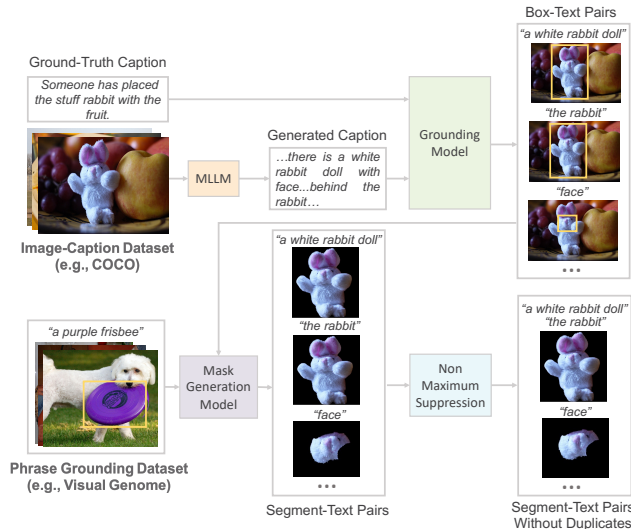 Box-Text Pairs
“a white rabbit doll”
“the rabbit”
“face”
...
Ground-Truth Caption
Someone has placed
the stuff rabbit with the
fruit.
MLLM
Generated Caption
…there is a white
rabbit doll with
face...behind the
rabbit…
Grounding
Model
Image-Caption Dataset
(e.g., COCO)
“a purple frisbee”
Phrase Grounding Dataset
(e.g., Visual Genome)
Mask
Generation
Model
“a white rabbit doll”
“the rabbit”
“face”
...
Segment-Text Pairs
Non
Maximum
Suppression
“a white rabbit doll”
“the rabbit”
“face”
...
Segment-Text Pairs
Without Duplicates